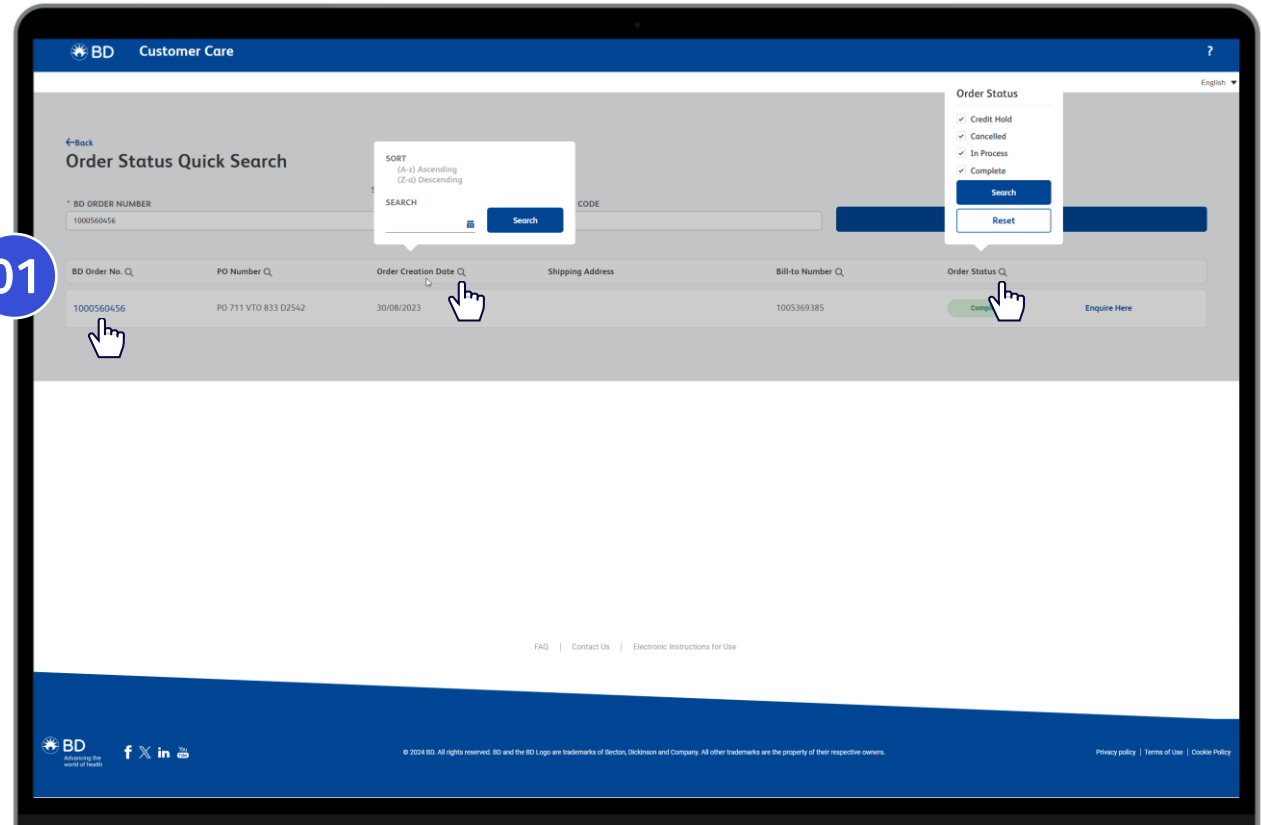 BD Customer Care ?
English
←Back
Order Status Quick Search
* BD ORDER NUMBER
1000560456
CODE
SORT
(A-z) Ascending
(Z-a) Descending
SEARCH
Search
Order Status
Credit Hold
Cancelled
In Process
Complete
Search
Reset
01
BD Order No. PO Number Order Creation Date Shipping Address Bill-to Number Order Status
1000560456 PO 711 VTO 833 D2542 30/08/2023 1005369385 Enquire Here
FAQ | Contact Us | Electronic Instructions for Use
BD
Advancing the
world of health
f X in You Tube
© 2024 BD. All rights reserved. BD and the BD Logo are trademarks of Becton, Dickinson and Company. All other trademarks are the property of their respective owners.
Privacy policy | Terms of Use | Cookie Policy